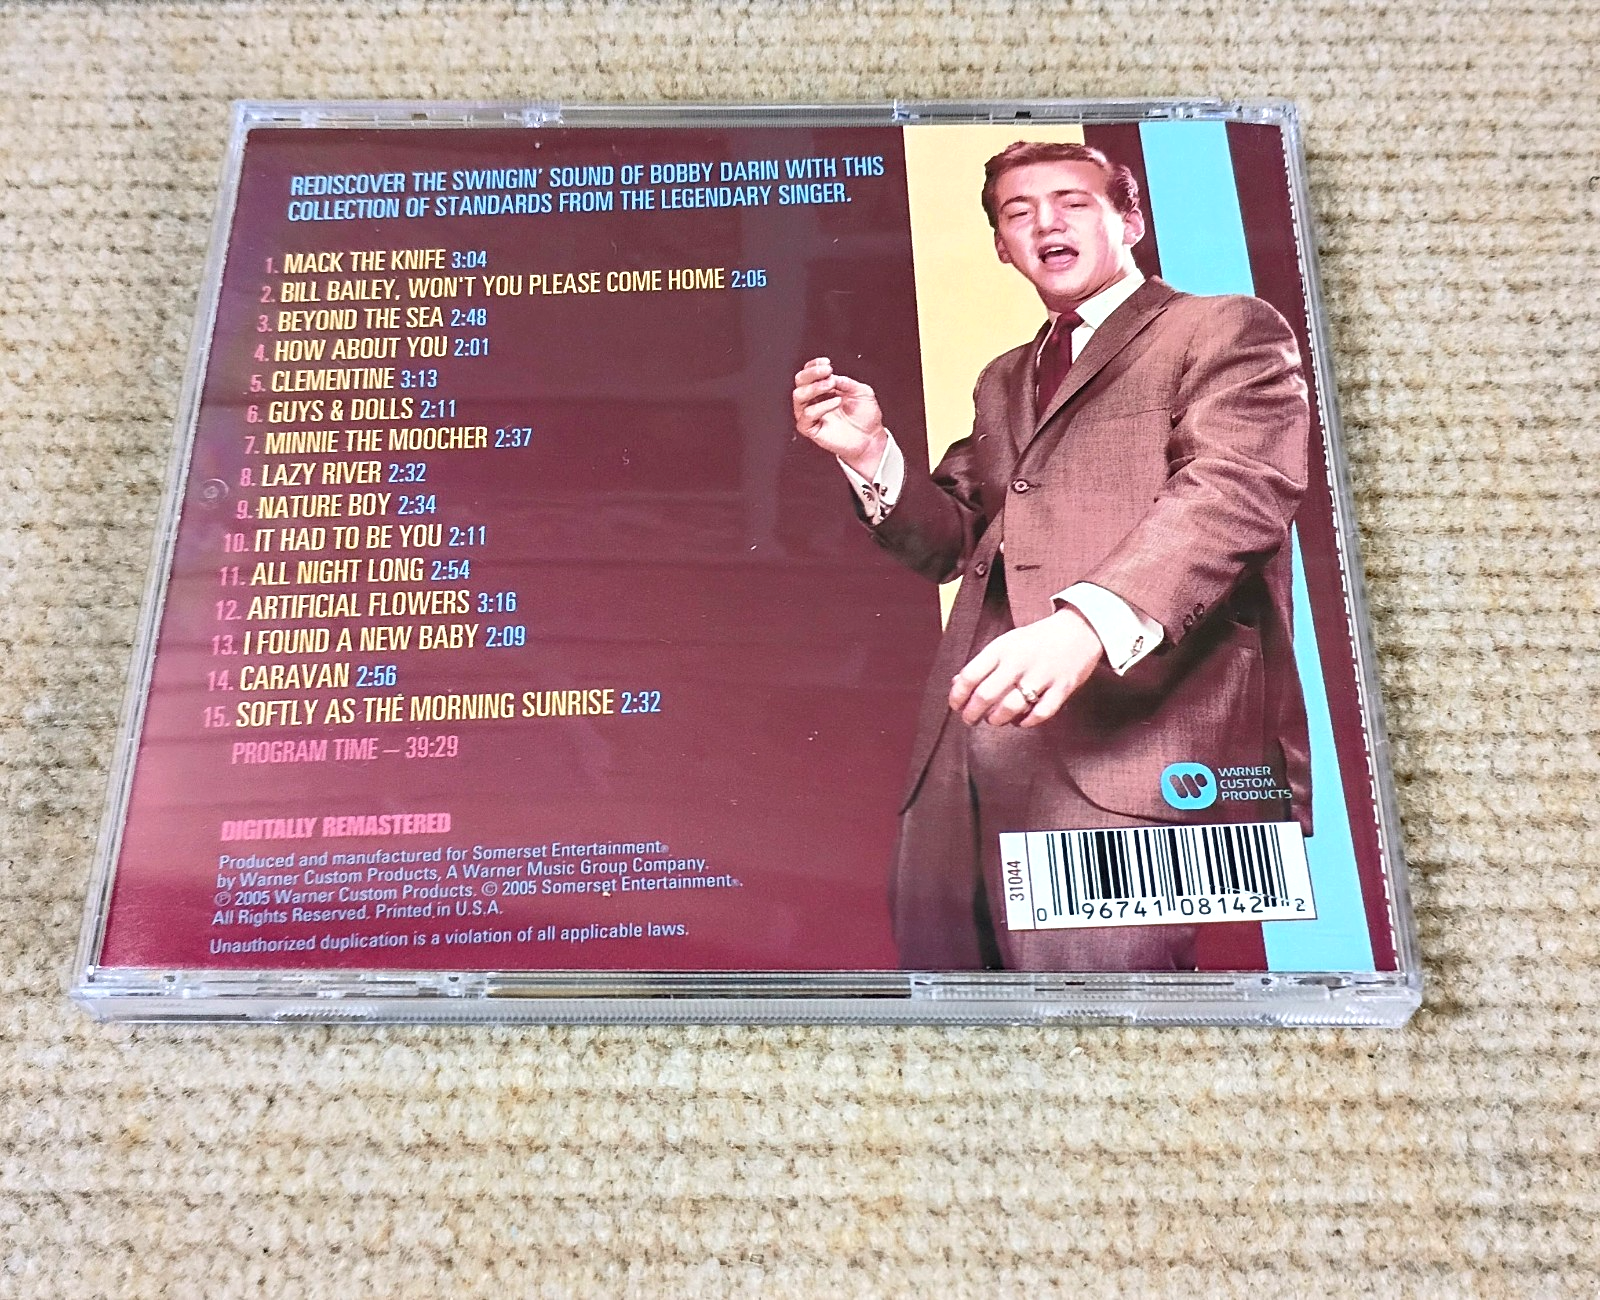 REDISCOVER THE SWINGIN' SOUND OF BOBBY DARIN WITH THIS
COLLECTION OF STANDARDS FROM THE LEGENDARY SINGER.
1. MACK THE KNIFE 3:04
2. BILL BAILEY, WON'T YOU PLEASE COME HOME 2:05
3. BEYOND THE SEA 2:48
4. HOW ABOUT YOU 2:01
5. CLEMENTINE 3:13
6. GUYS & DOLLS 2:11
7. MINNIE THE MOOCHER 2:37
8. LAZY RIVER 2:32
9. NATURE BOY 2:34
10. IT HAD TO BE YOU 2:11
11. ALL NIGHT LONG 2:54
12. ARTIFICIAL FLOWERS 3:16
13. I FOUND A NEW BABY 2:09
14. CARAVAN 2:56
15. SOFTLY AS THE MORNING SUNRISE 2:32
PROGRAM TIME – 39:29
DIGITALLY REMASTERED
Produced and manufactured for Somerset Entertainment®
by Warner Custom Products, A Warner Music Group Company.
℗ 2005 Warner Custom Products. © 2005 Somerset Entertainment®.
All Rights Reserved. Printed in U.S.A.
Unauthorized duplication is a violation of all applicable laws.
WARNER
CUSTOM
PRODUCTS
31044
0 96741 08142 2